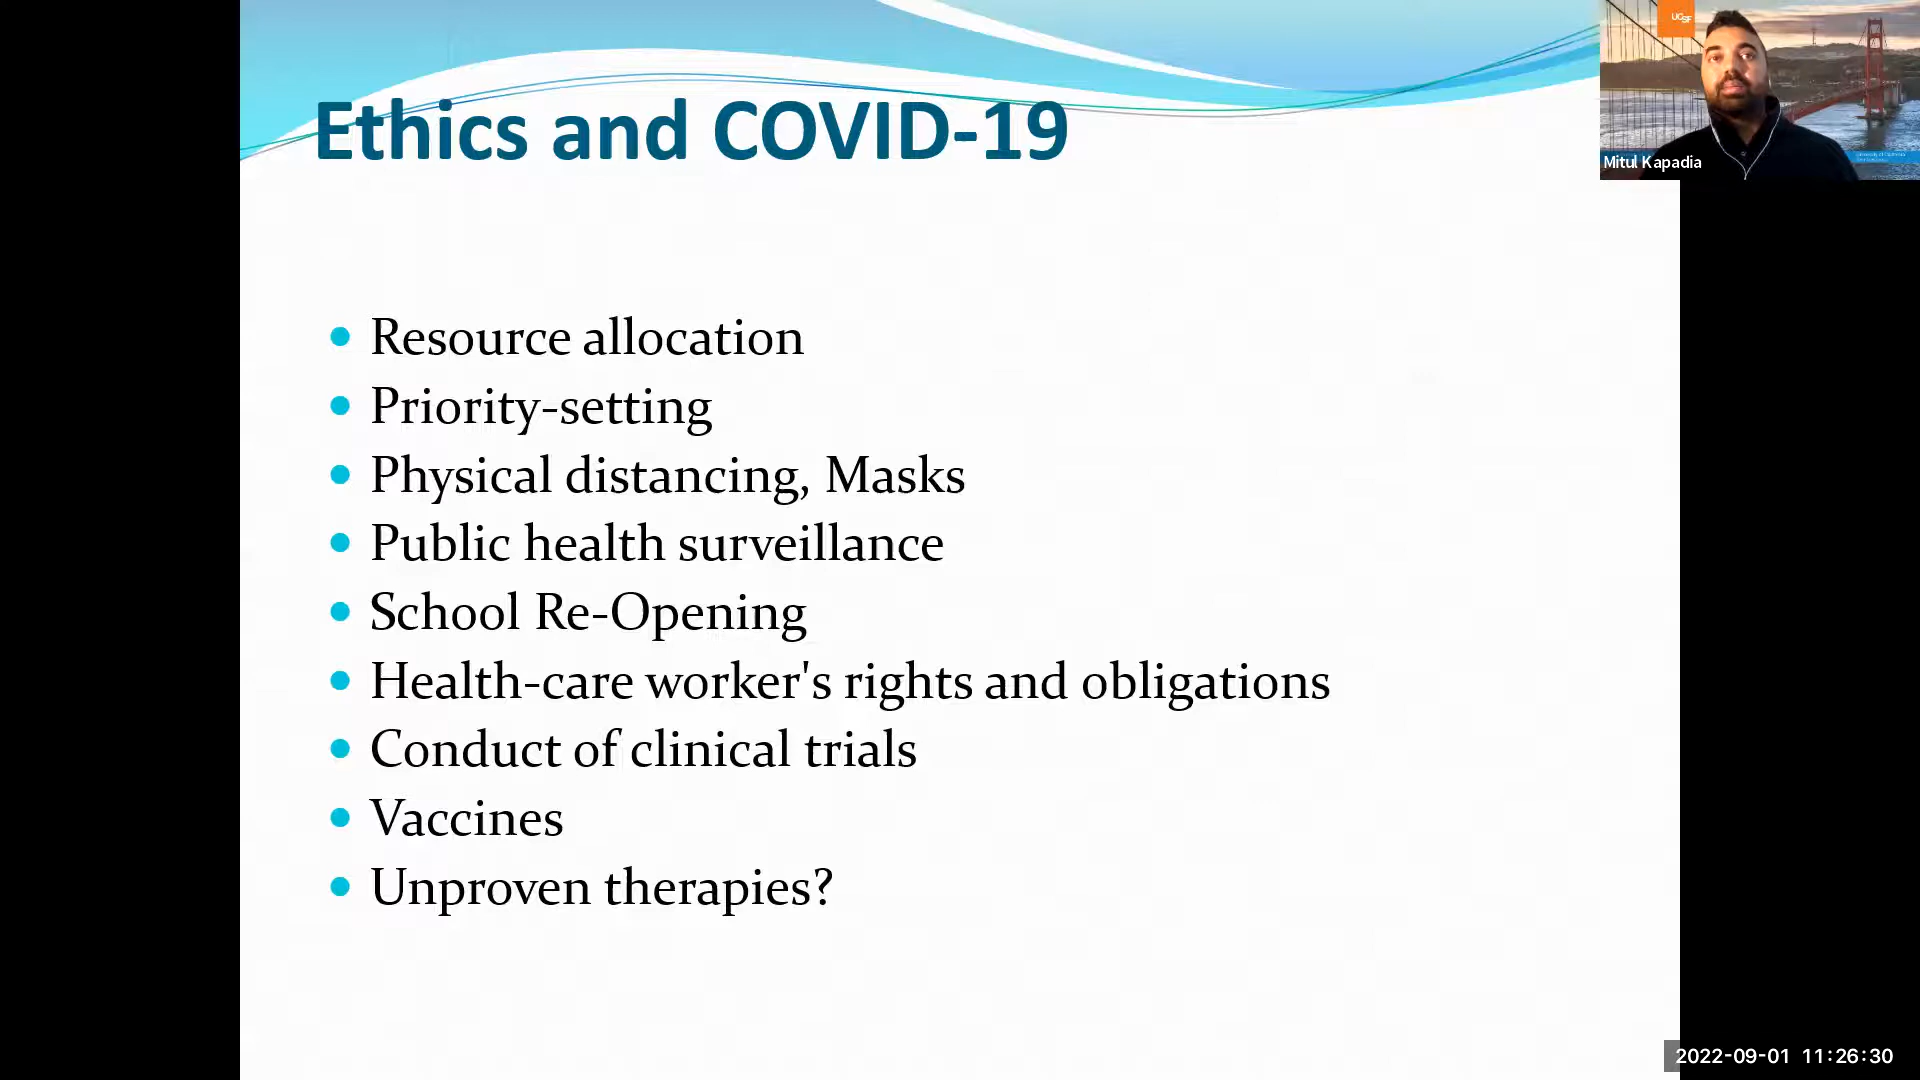 Ethics and COVID-19
UCSF
Mitul Kapadia
Resource allocation
Priority-setting
Physical distancing, Masks
Public health surveillance
School Re-Opening
Health-care worker's rights and obligations
Conduct of clinical trials
Vaccines
Unproven therapies?
2022-09-01 11:26:30